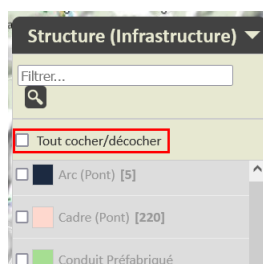 Structure (Infrastructure)
Filtrer...
Tout cocher/décocher
Arc (Pont) [5]
Cadre (Pont) [220]
Conduit Préfabriqué